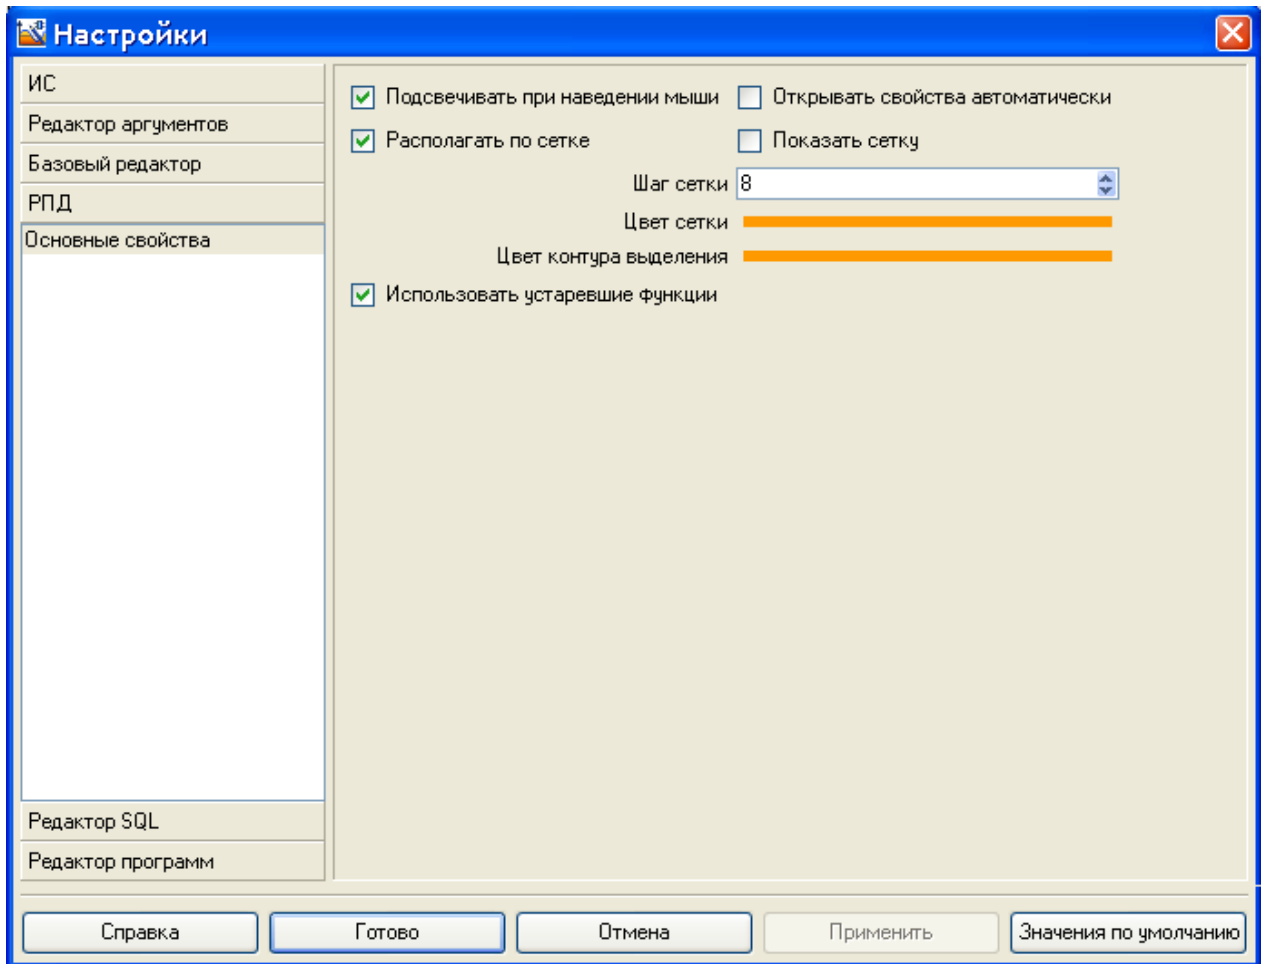 Настройки
ИС
Редактор аргументов
Базовый редактор
РПД
Основные свойства
Редактор SQL
Редактор программ
Подсвечивать при наведении мыши
Открывать свойства автоматически
Располагать по сетке
Показать сетку
Шаг сетки 8
Цвет сетки
Цвет контура выделения
Использовать устаревшие функции
Справка
Готово
Отмена
Применить
Значения по умолчанию